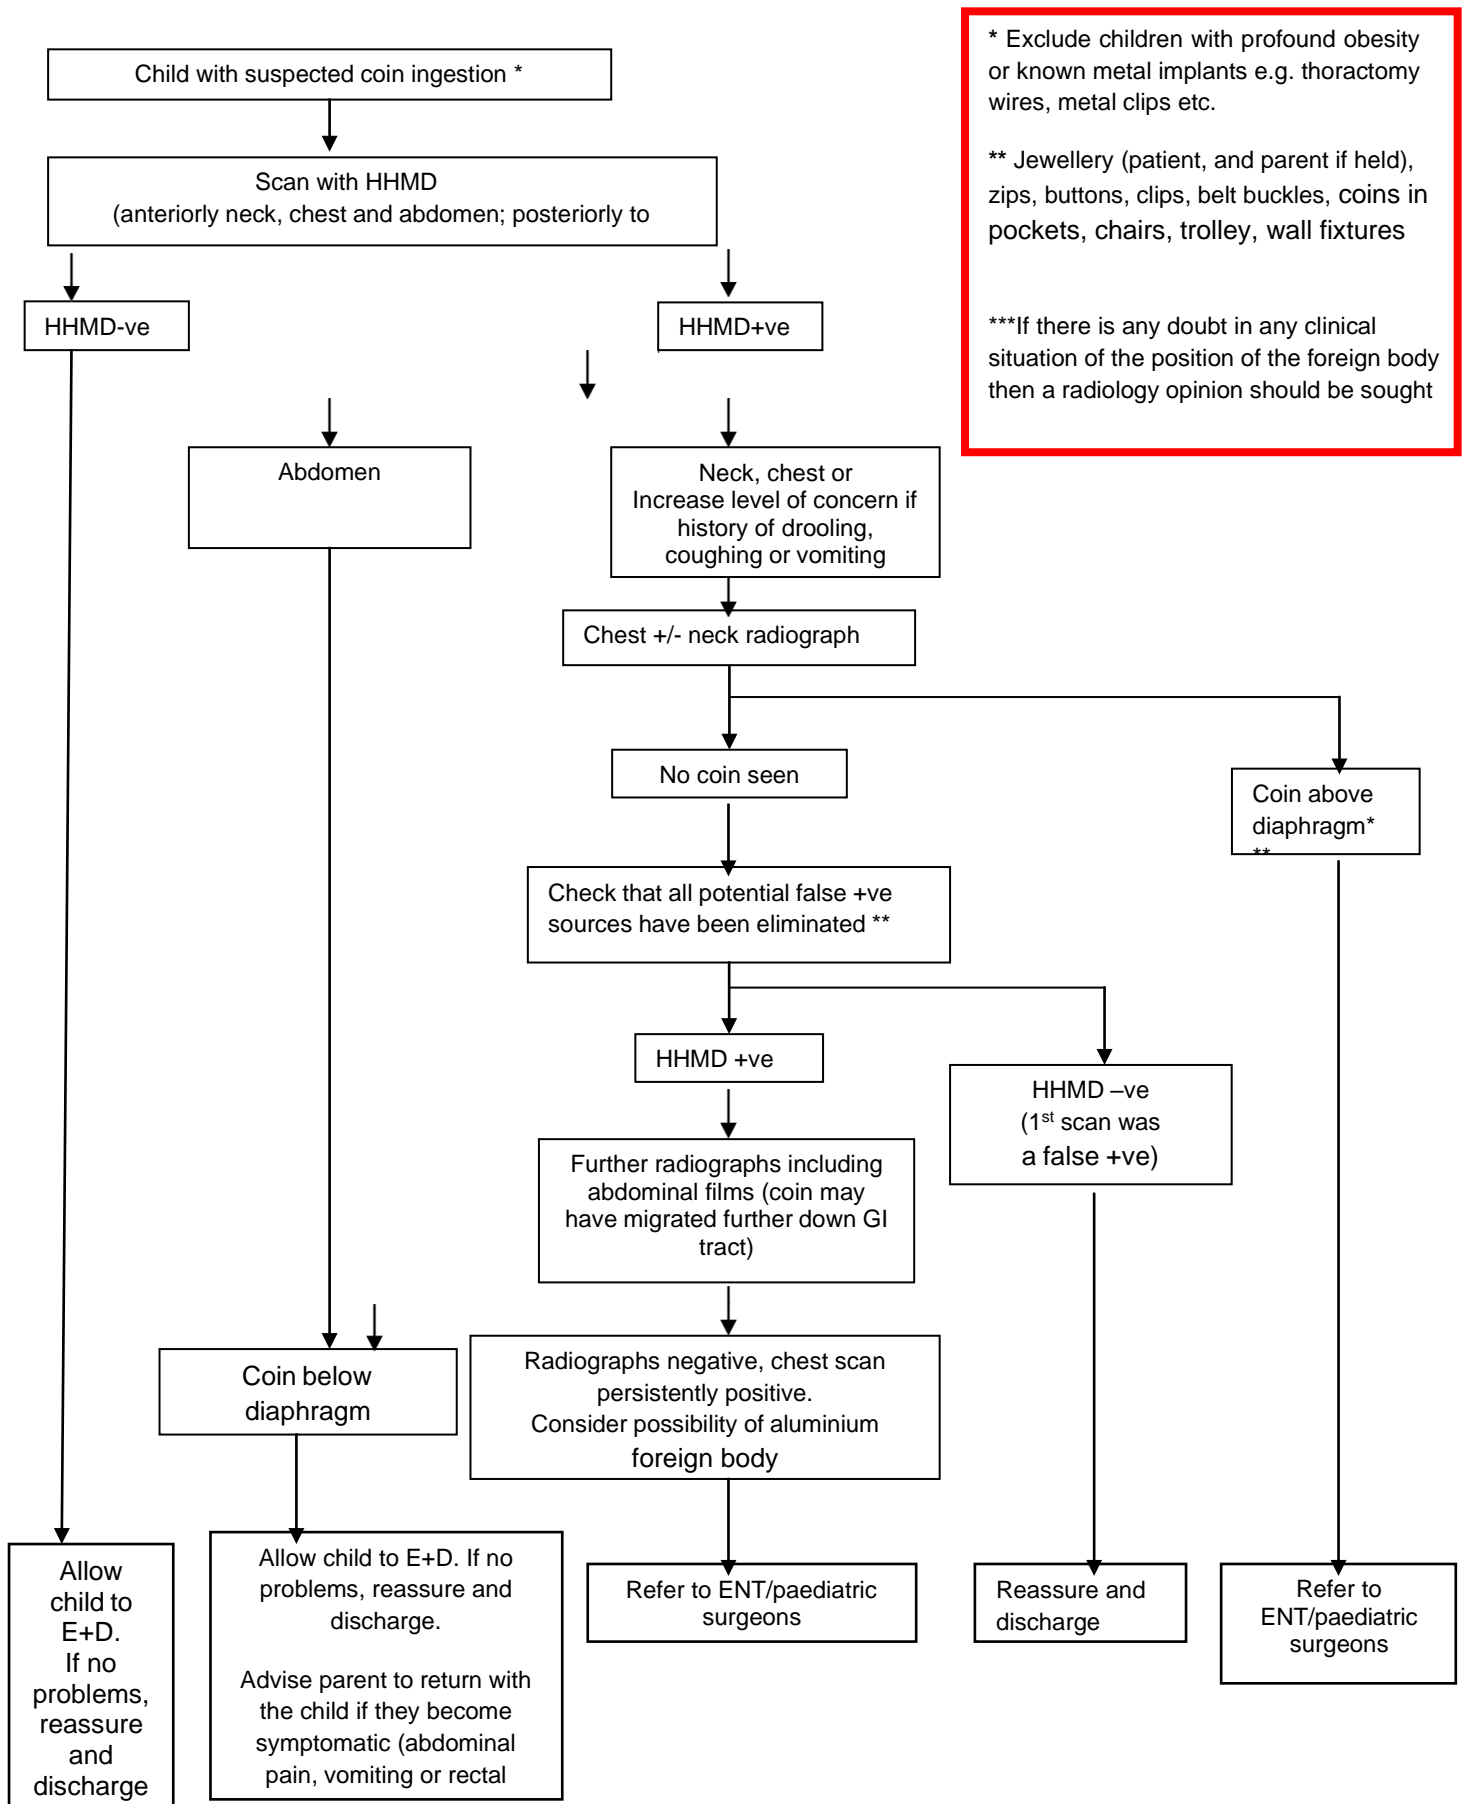 Child with suspected coin ingestion *
Scan with HHMD
(anteriorly neck, chest and abdomen; posteriorly to
HHMD-ve
HHMD+ve
* Exclude children with profound obesity
or known metal implants e.g. thoractomy
wires, metal clips etc.
** Jewellery (patient, and parent if held),
zips, buttons, clips, belt buckles, coins in
pockets, chairs, trolley, wall fixtures
***If there is any doubt in any clinical
situation of the position of the foreign body
then a radiology opinion should be sought
Abdomen
Neck, chest or
Increase level of concern if
history of drooling,
coughing or vomiting
Chest +/- neck radiograph
No coin seen
Coin above
diaphragm*
**
Check that all potential false +ve
sources have been eliminated **
HHMD +ve
HHMD –ve
(1st scan was
a false +ve)
Further radiographs including
abdominal films (coin may
have migrated further down GI
tract)
Coin below
diaphragm
Radiographs negative, chest scan
persistently positive.
Consider possibility of aluminium
foreign body
Allow
child to
E+D.
If no
problems,
reassure
and
discharge
Allow child to E+D. If no
problems, reassure and
discharge.
Advise parent to return with
the child if they become
symptomatic (abdominal
pain, vomiting or rectal
Refer to ENT/paediatric
surgeons
Reassure and
discharge
Refer to
ENT/paediatric
surgeons